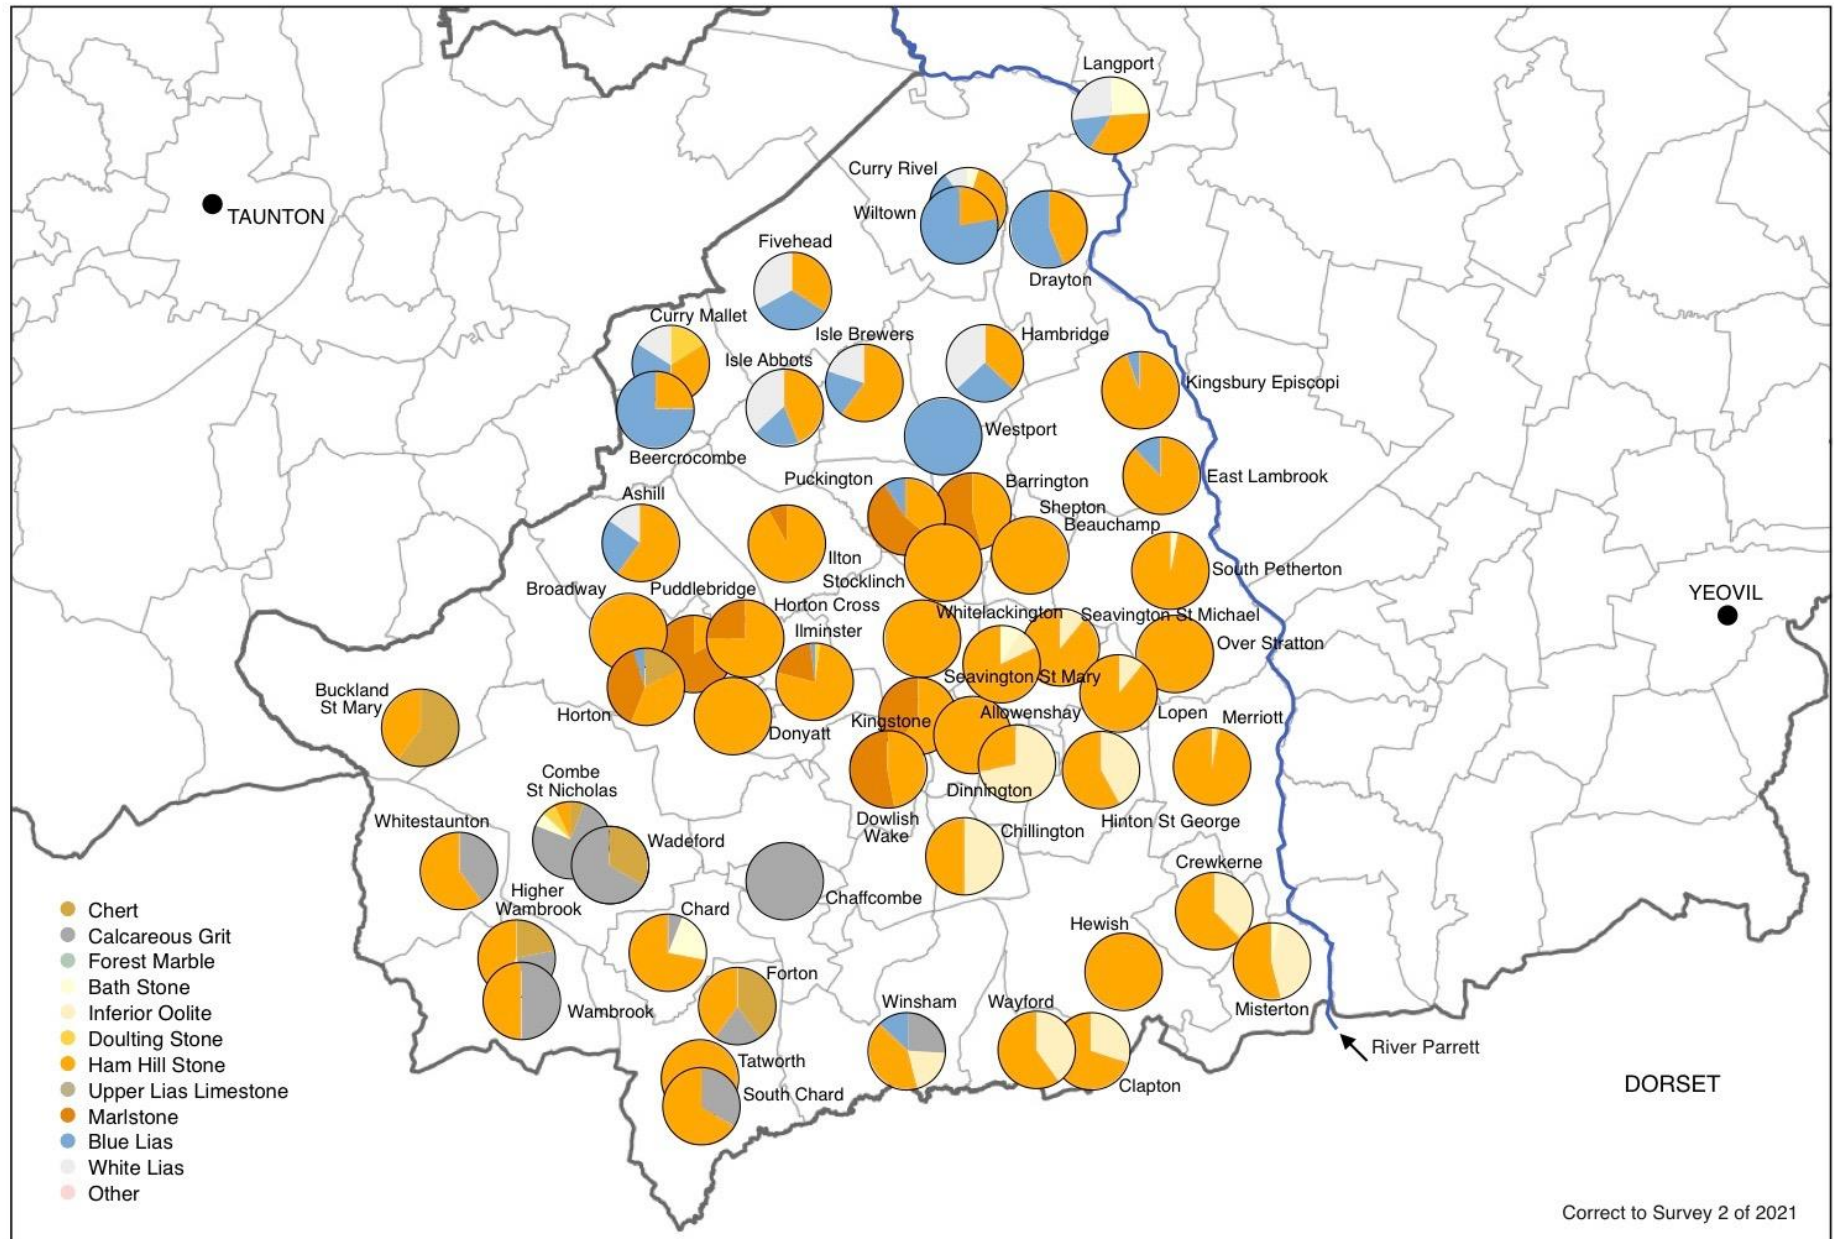 Langport
Curry Rivel
Wiltown
TAUNTON
Fivehead
Drayton
Curry Mallet
Isle Brewers
Hambridge
Isle Abbots
Kingsbury Episcopi
Westport
Beercrocombe
East Lambrook
Puckington
Barrington
Ashill
Shepton
Beauchamp
Ilton
South Petherton
Stocklinch
Broadway
Puddlebridge
Horton Cross
YEOVIL
Whitelackington
Seavington St Michael
Ilminster
Over Stratton
Seavington St Mary
Buckland
St Mary
Horton
Donyatt
Kingstone
Allowenshay
Lopen
Merriott
Combe
St Nicholas
Dinnington
Whitestaunton
Dowlish
Wake
Hinton St George
Wadeford
Chillington
Crewkerne
Higher
Wambrook
Chaffcombe
Chard
Hewish
Forton
Winsham
Wayford
Misterton
Wambrook
River Parrett
Tatworth
Clapton
DORSET
South Chard
Chert
Calcareous Grit
Forest Marble
Bath Stone
Inferior Oolite
Doulting Stone
Ham Hill Stone
Upper Lias Limestone
Marlstone
Blue Lias
White Lias
Other
Correct to Survey 2 of 2021